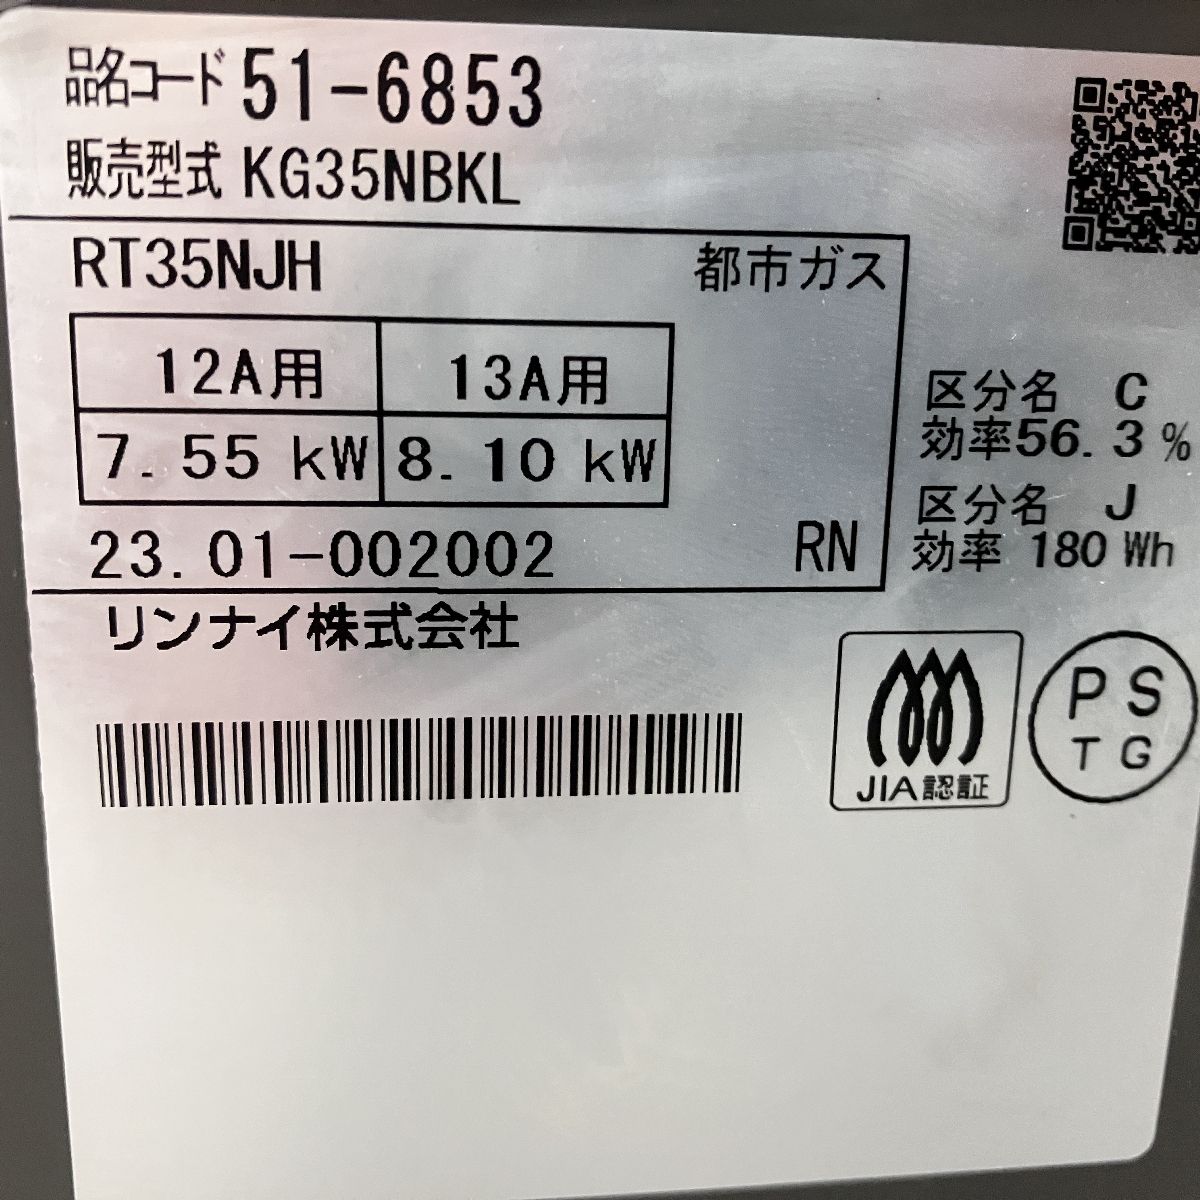 品名コード 51-6853
販売型式 KG35NBKL
RT35NJH 都市ガス
12A用 13A用
7.55 kW 8.10 kW
23.01-002002 RN
リンナイ株式会社
区分名 C
効率56.3%
区分名 J
効率 180 Wh
JIA認証
PS
TG